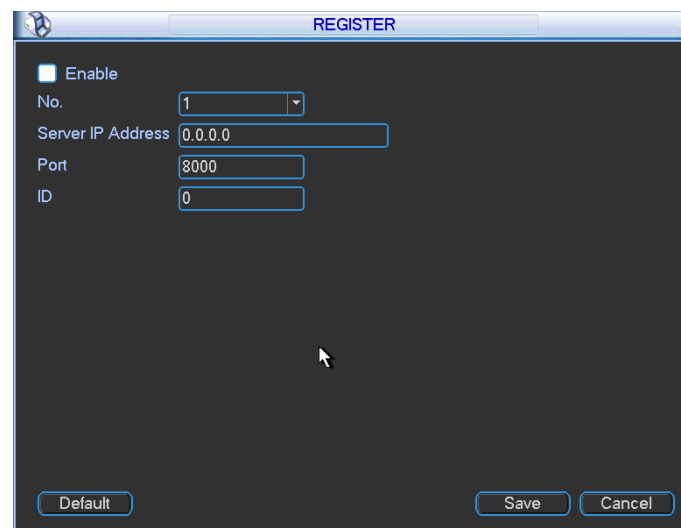 REGISTER
Enable
No. 1
Server IP Address 0.0.0.0
Port 8000
ID 0
Default Save Cancel